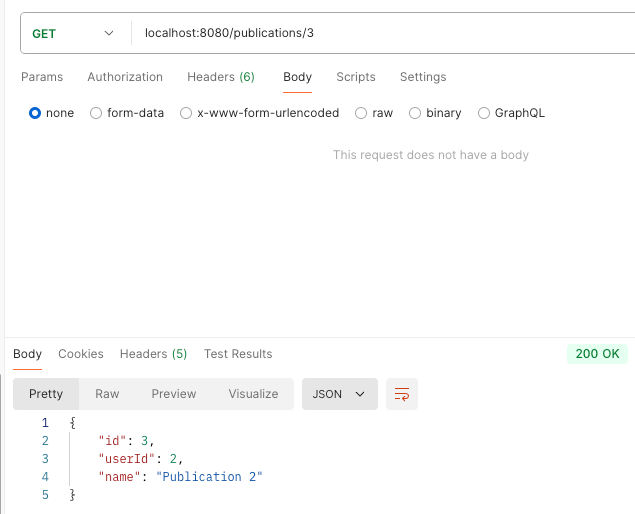 GET localhost:8080/publications/3
Params Authorization Headers (6) Body Scripts Settings
none form-data x-www-form-urlencoded raw binary GraphQL
This request does not have a body
Body Cookies Headers (5) Test Results 200 OK
Pretty Raw Preview Visualize JSON
1 {
2 "id": 3,
3 "userId": 2,
4 "name": "Publication 2"
5 }